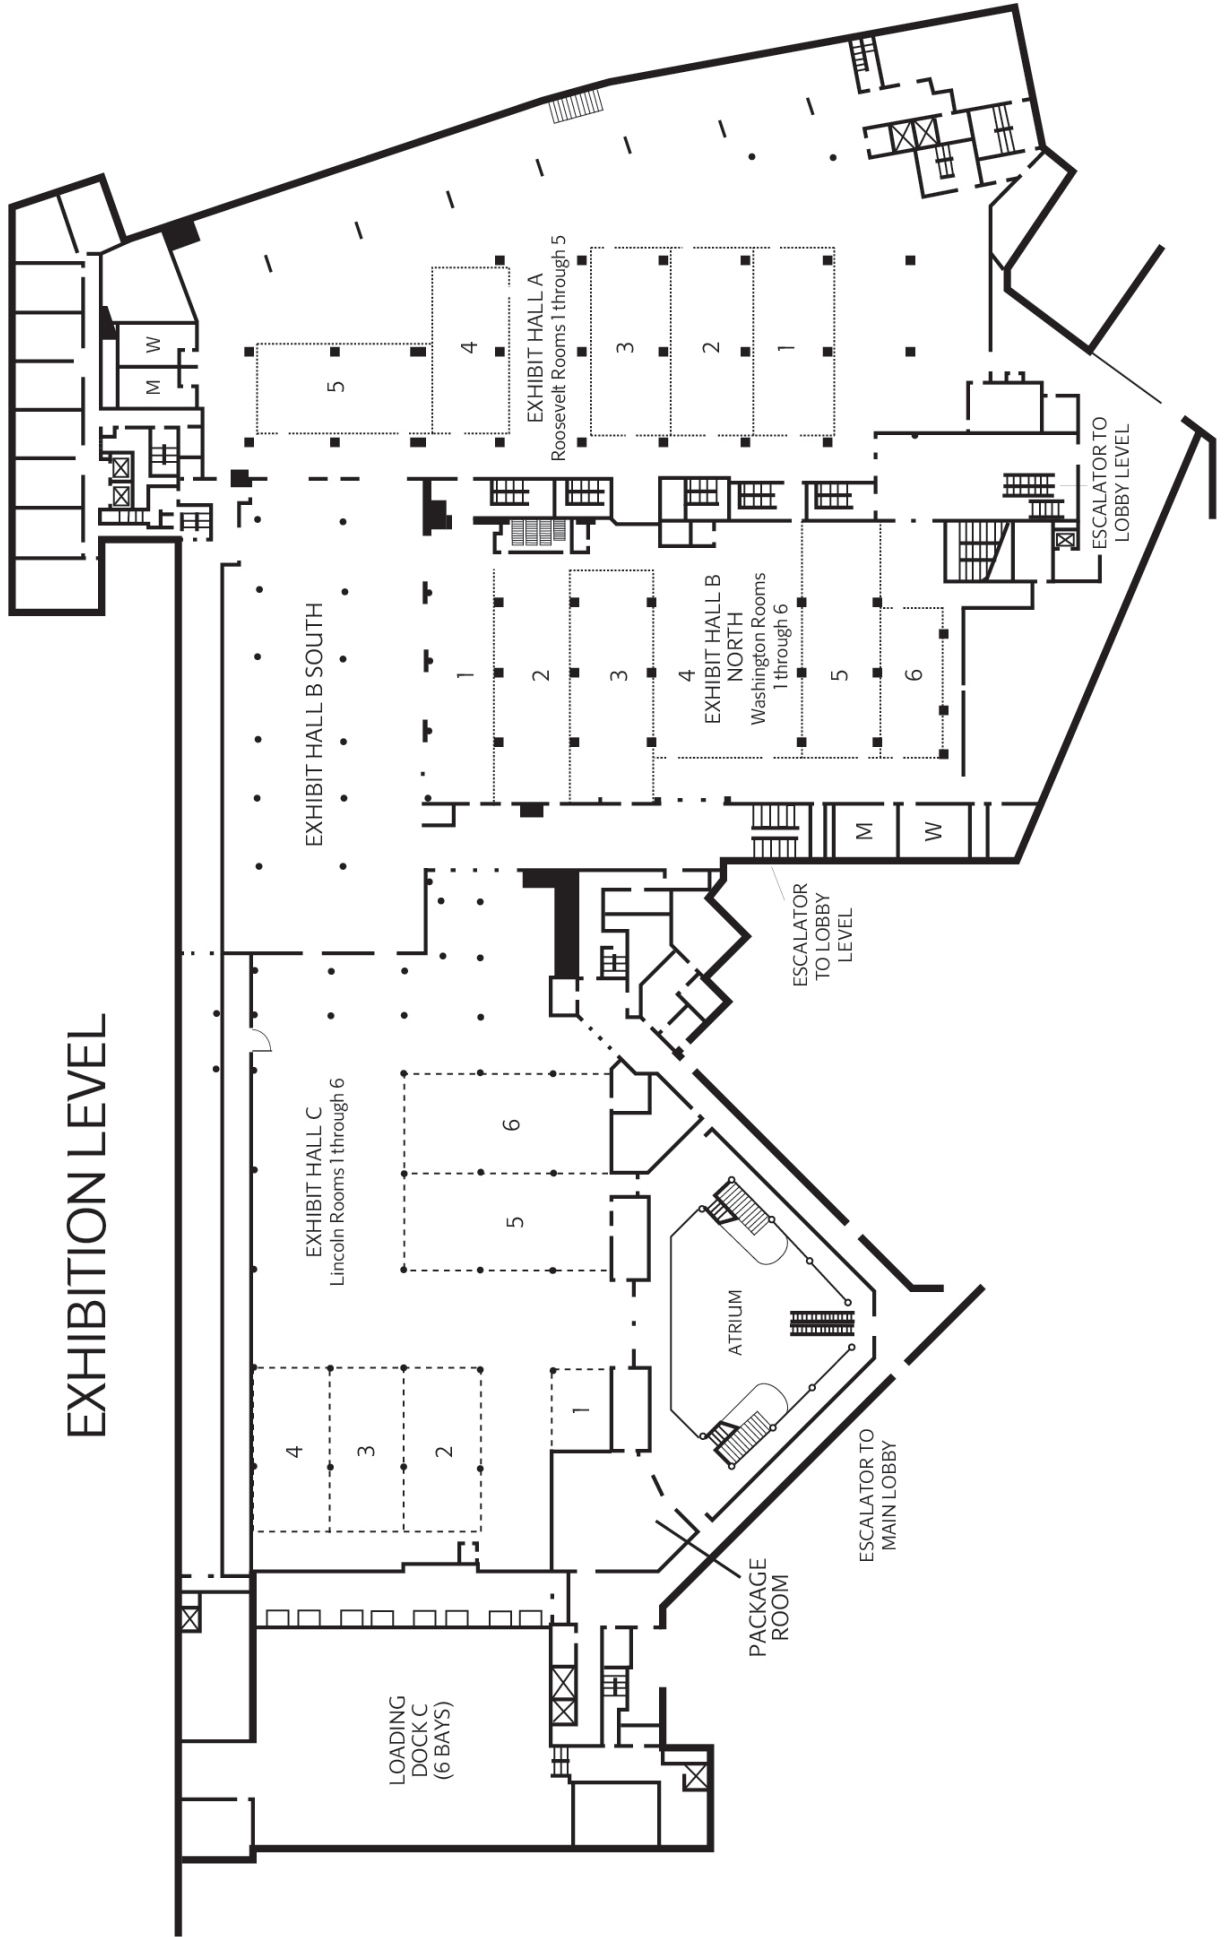 EXHIBITION LEVEL
LOADING
DOCK C
(6 BAYS)
PACKAGE
ROOM
EXHIBIT HALL C
Lincoln Rooms 1 through 6
4
3
2
1
5
6
ATRIUM
ESCALATOR TO
MAIN LOBBY
EXHIBIT HALL B SOUTH
ESCALATOR
TO LOBBY
LEVEL
M
W
1
2
3
4
EXHIBIT HALL B
NORTH
Washington Rooms
1 through 6
5
6
M
W
5
4
EXHIBIT HALL A
Roosevelt Rooms 1 through 5
3
2
1
ESCALATOR TO
LOBBY LEVEL